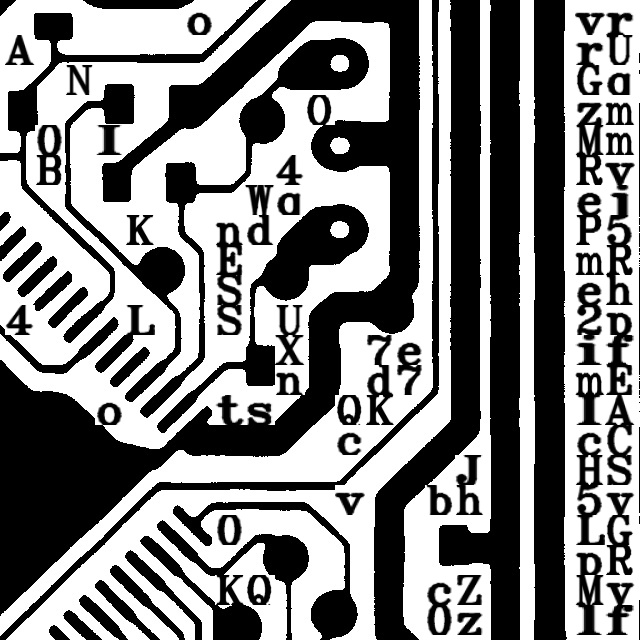 o vr
A rU
N Ga
O zm
O I Mm
B 4 Rv
Wa ej
K nd P5
E mR
S eh
4 L S U 2p
X 7e if
n d7 mE
o ts QK IA
c cC
J HS
v bh 5v
O LG
pR
KQ cZ My
0z If